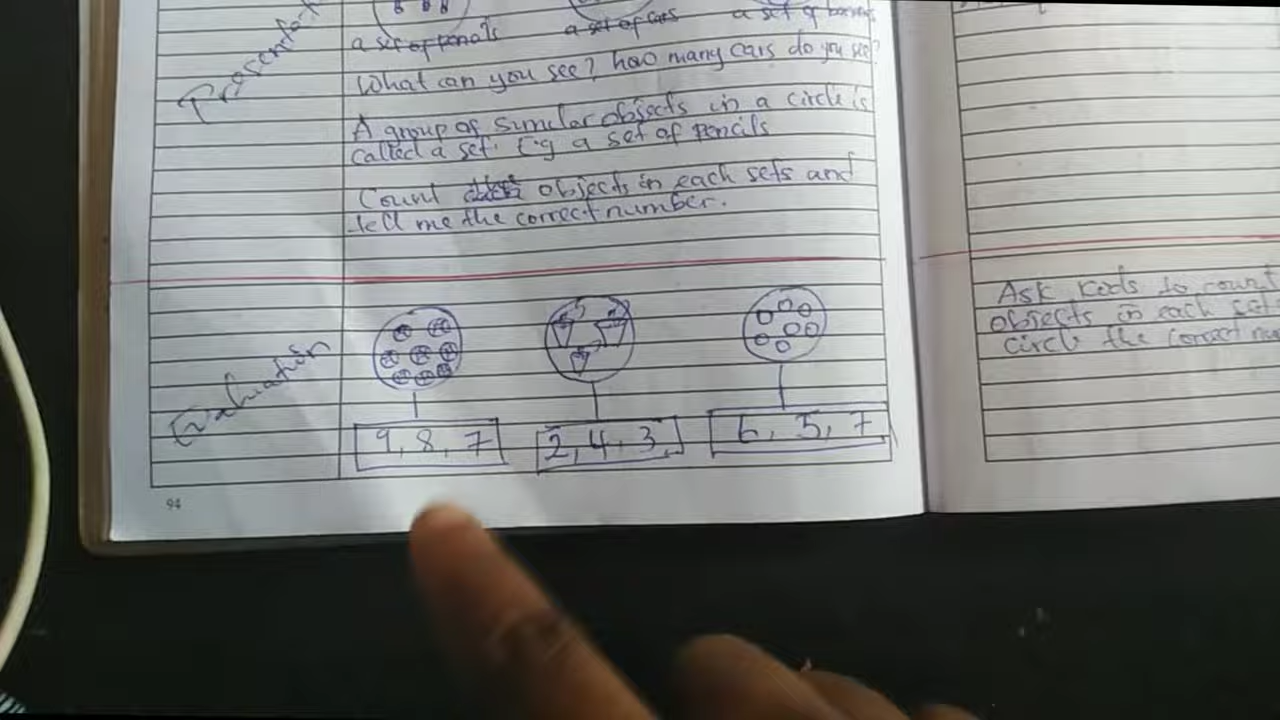 Presentat
a set of pencils a set of cars a set of
What can you see? how many cars do you see?
A group of similar objects in a circle is
called a set. E.g a set of pencils
Count objects in each sets and
tell me the correct number.
Evaluation
9, 8, 7
2, 4, 3
6, 5, 7
94
Ask kids to count
objects in each set
circle the correct num